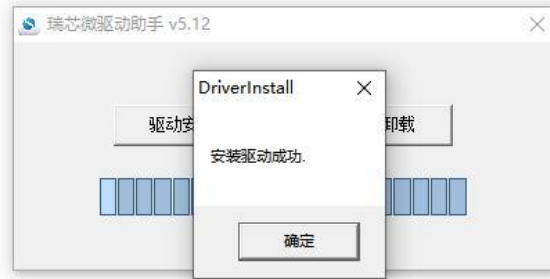 瑞芯微驱动助手 v5.12
DriverInstall
驱动安
卸载
安装驱动成功.
确定